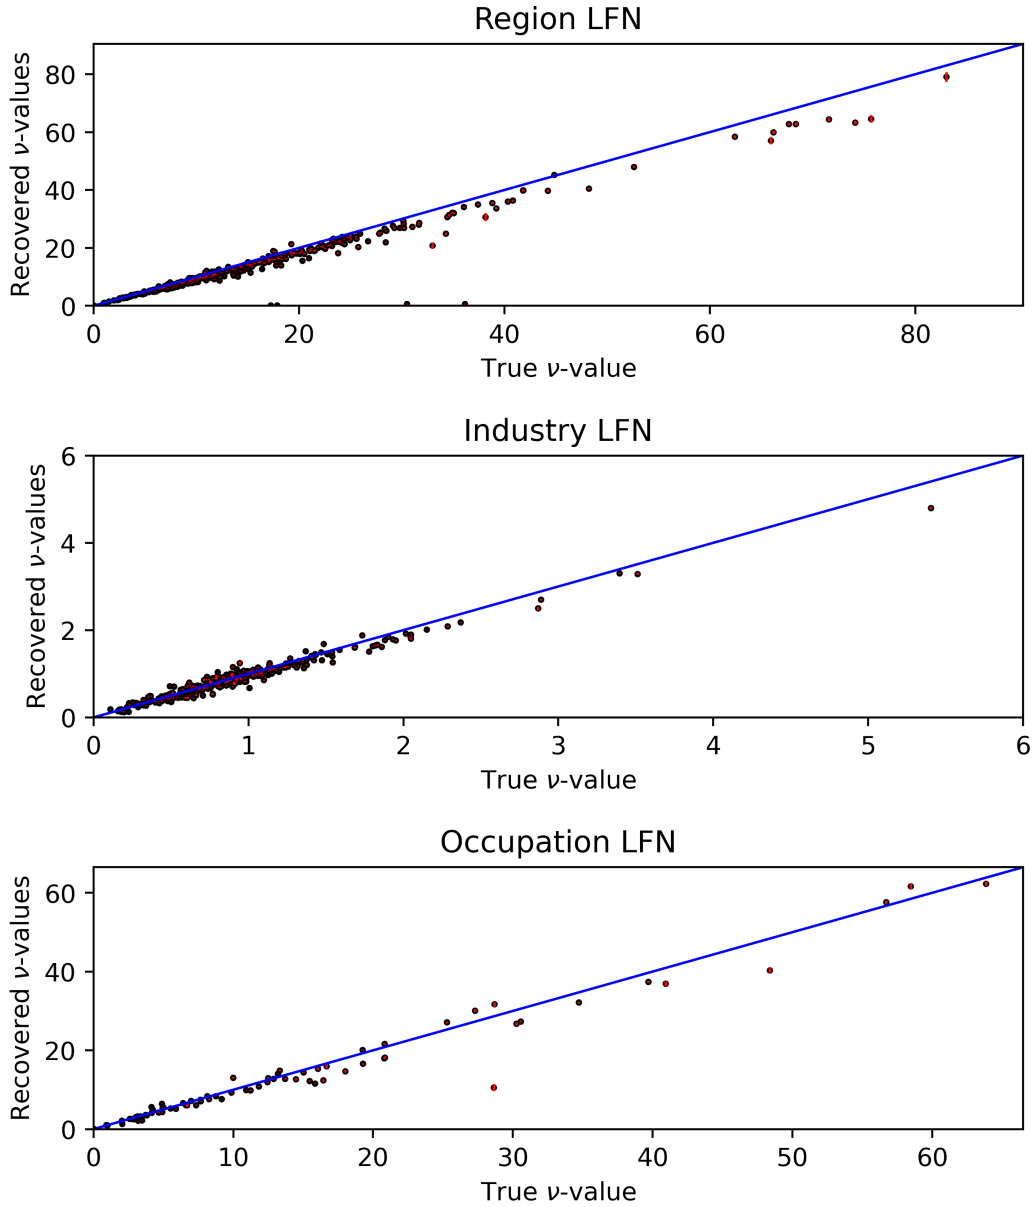 Region LFN
Recovered ν-values
80
60
40
20
0
0 20 40 60 80
True ν-value
Industry LFN
Recovered ν-values
6
4
2
0
0 1 2 3 4 5 6
True ν-value
Occupation LFN
Recovered ν-values
60
40
20
0
0 10 20 30 40 50 60
True ν-value